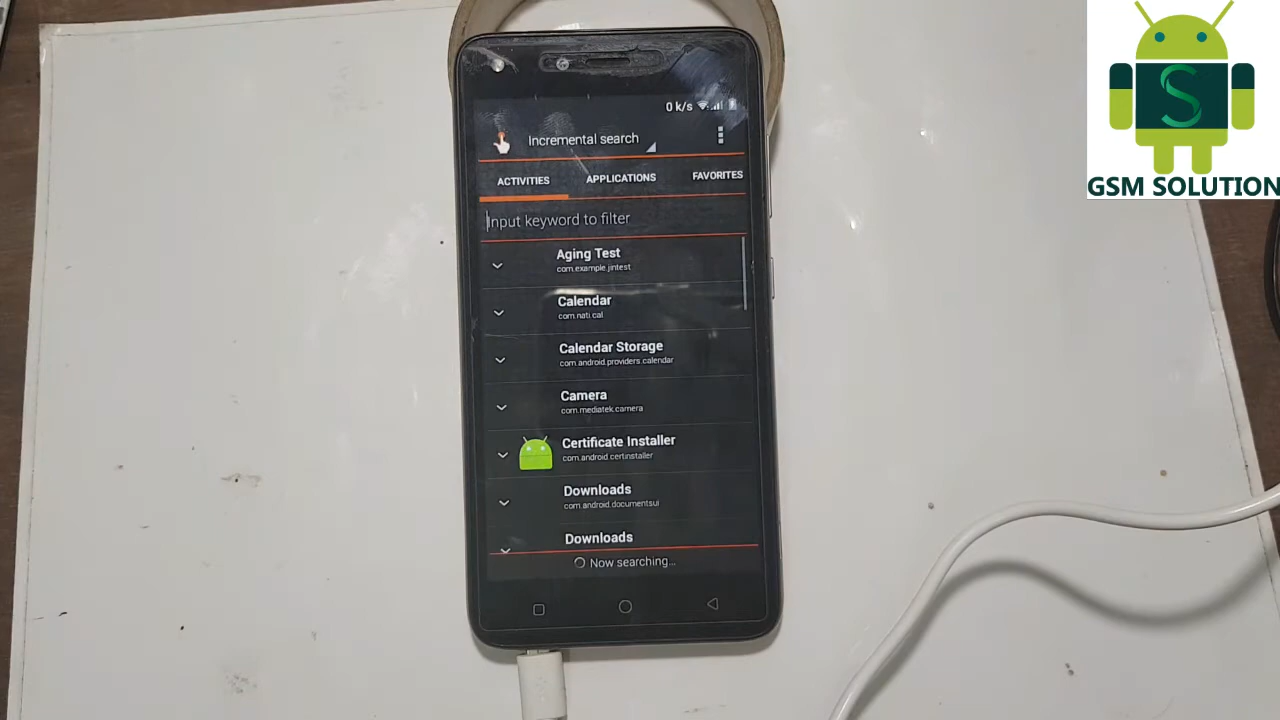 GSM SOLUTION
0 k/s
Incremental search
ACTIVITIES APPLICATIONS FAVORITES
Input keyword to filter
Aging Test
com.example.jintest
Calendar
com.nati.cal
Calendar Storage
com.android.providers.calendar
Camera
com.mediatek.camera
Certificate Installer
com.android.certinstaller
Downloads
com.android.documentsui
Downloads
Now searching...